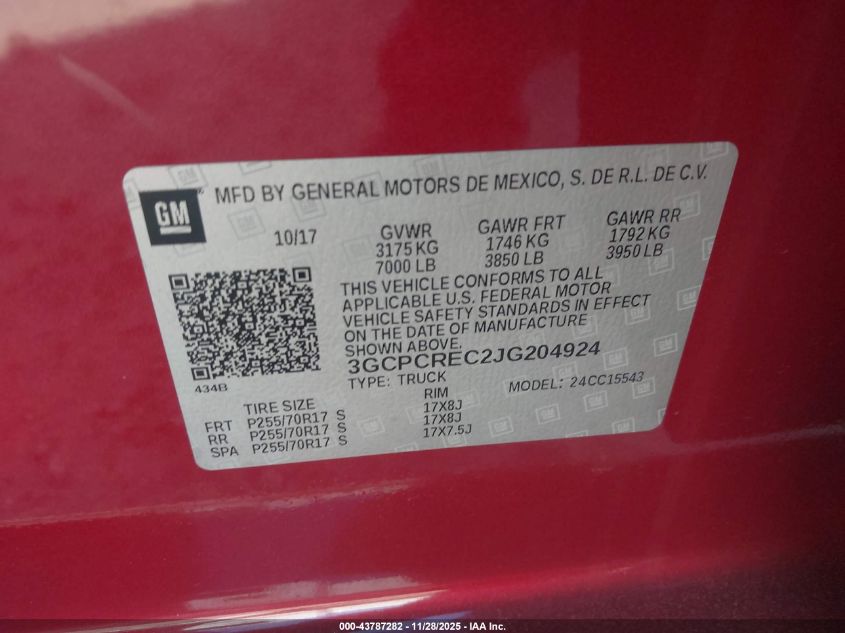 GM
MFD BY GENERAL MOTORS DE MEXICO, S. DE R.L. DE C.V.
10/17 GVWR GAWR FRT GAWR RR
3175 KG 1746 KG 1792 KG
7000 LB 3850 LB 3950 LB
THIS VEHICLE CONFORMS TO ALL
APPLICABLE U.S. FEDERAL MOTOR
VEHICLE SAFETY STANDARDS IN EFFECT
ON THE DATE OF MANUFACTURE
SHOWN ABOVE.
3GCPCREC2JG204924
434B
TYPE: TRUCK MODEL: 24CC15543
TIRE SIZE RIM
FRT P255/70R17 S 17X8J
RR P255/70R17 S 17X8J
SPA P255/70R17 S 17X7.5J
000-43787282 - 11/28/2025 - IAA Inc.